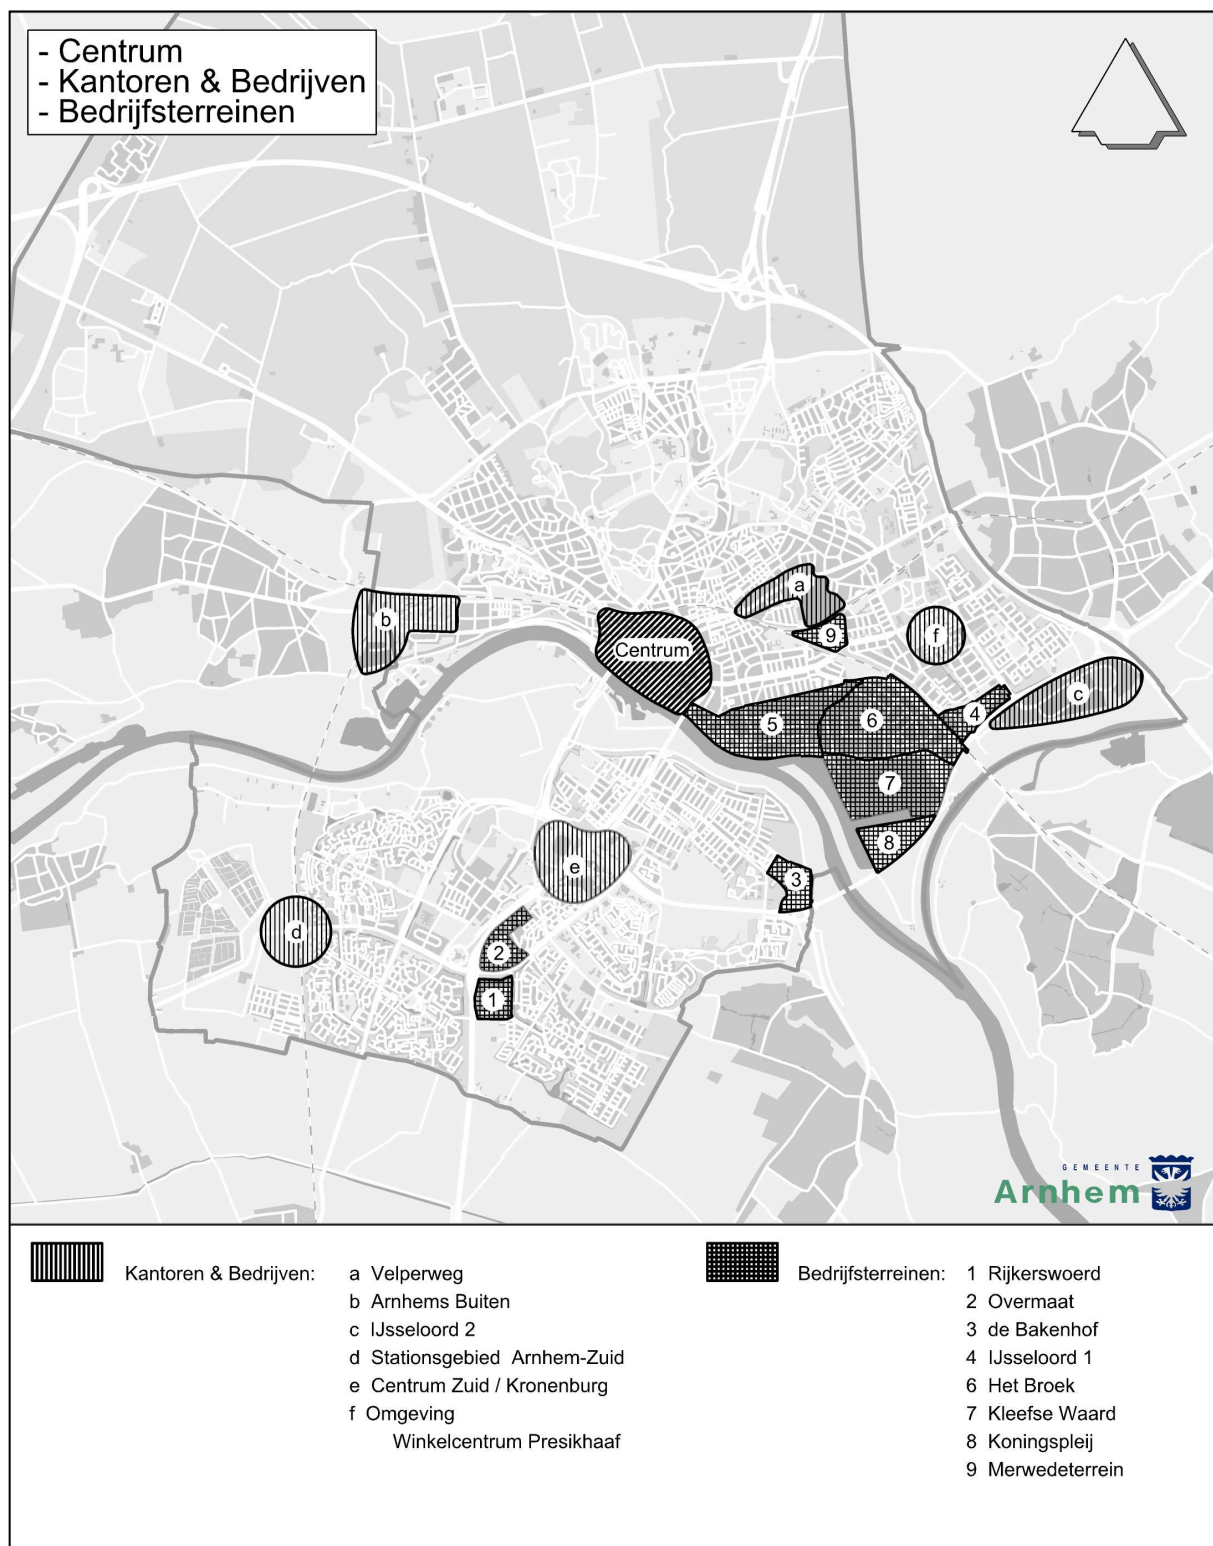 - Centrum
- Kantoren & Bedrijven
- Bedrijfsterreinen
a
9
f
b
Centrum
c
4
5
6
7
8
e
3
d
2
1
GEMEENTE
Arnhem
Kantoren & Bedrijven:
a Velperweg
b Arnhems Buiten
c IJsseloord 2
d Stationsgebied Arnhem-Zuid
e Centrum Zuid / Kronenburg
f Omgeving
Winkelcentrum Presikhaaf
Bedrijfsterreinen:
1 Rijkerswoerd
2 Overmaat
3 de Bakenhof
4 IJsseloord 1
6 Het Broek
7 Kleefse Waard
8 Koningspleij
9 Merwedeterrein